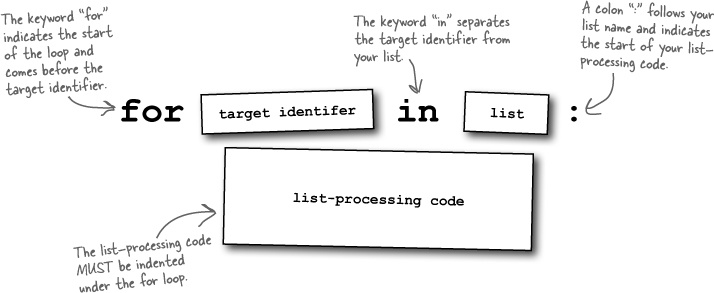 The keyword “for”
indicates the start
of the loop and
comes before the
target identifier.
The keyword “in” separates
the target identifier from
your list.
A colon “:” follows your
list name and indicates
the start of your list-
processing code.
for target identifer in list :
list-processing code
The list-processing code
MUST be indented
under the for loop.